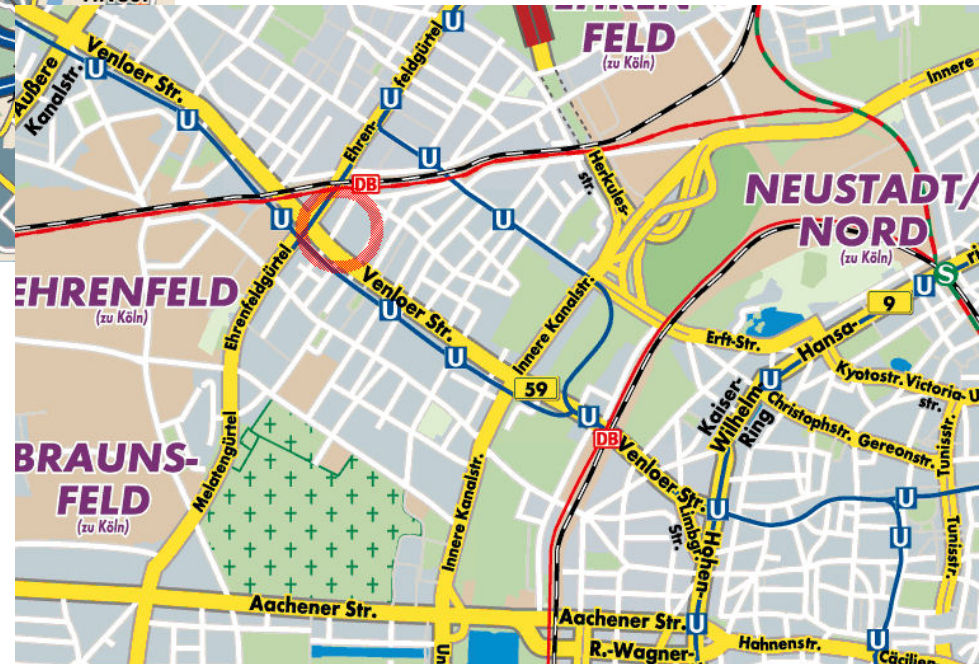 EHREN
FELD
(zu Köln)
Venloer Str.
Äußere
Kanalstr.
U
U
U
U
feldgürtel
Ehren-
U
DB
Herkules-
str.
Innere
NEUSTADT/
NORD
(zu Köln)
S
U
U
9
EHRENFELD
(zu Köln)
Ehrenfeldgürtel
U
Venloer Str.
U
U
Innere Kanalstr.
Erft-Str.
Hansa-
59
U
DB
U
Kaiser-
Wilhelm-
Ring
Kyotostr.
Victoria-
str.
Christophstr.
Gereonstr.
Tunisstr.
BRAUNS-
FELD
(zu Köln)
Melatengürtel
Innere Kanalstr.
Venloer-Str.
Limbgr.
Str.
U
Hohen-
U
U
Tunisstr.
Aachener Str.
Aachener Str.
U
R.-Wagner-
Hahnenstr.
U